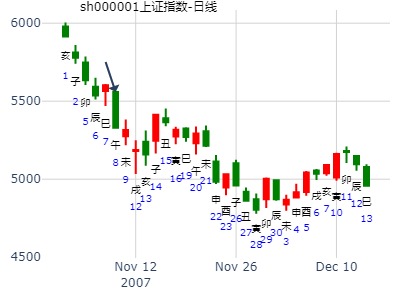 sh000001上证指数-日线
6000
5500
5000
4500
亥
1
子
2
卯
5
辰
6
巳
7
午
8
未
9
戌
12
亥
13
子
14
丑
15
寅
16
巳
19
午
20
未
21
申
22
酉
23
子
26
丑
27
寅
28
卯
29
辰
30
未
3
申
4
酉
5
戌
6
亥
7
寅
10
卯
11
辰
12
巳
13
Nov 12
2007
Nov 26
Dec 10